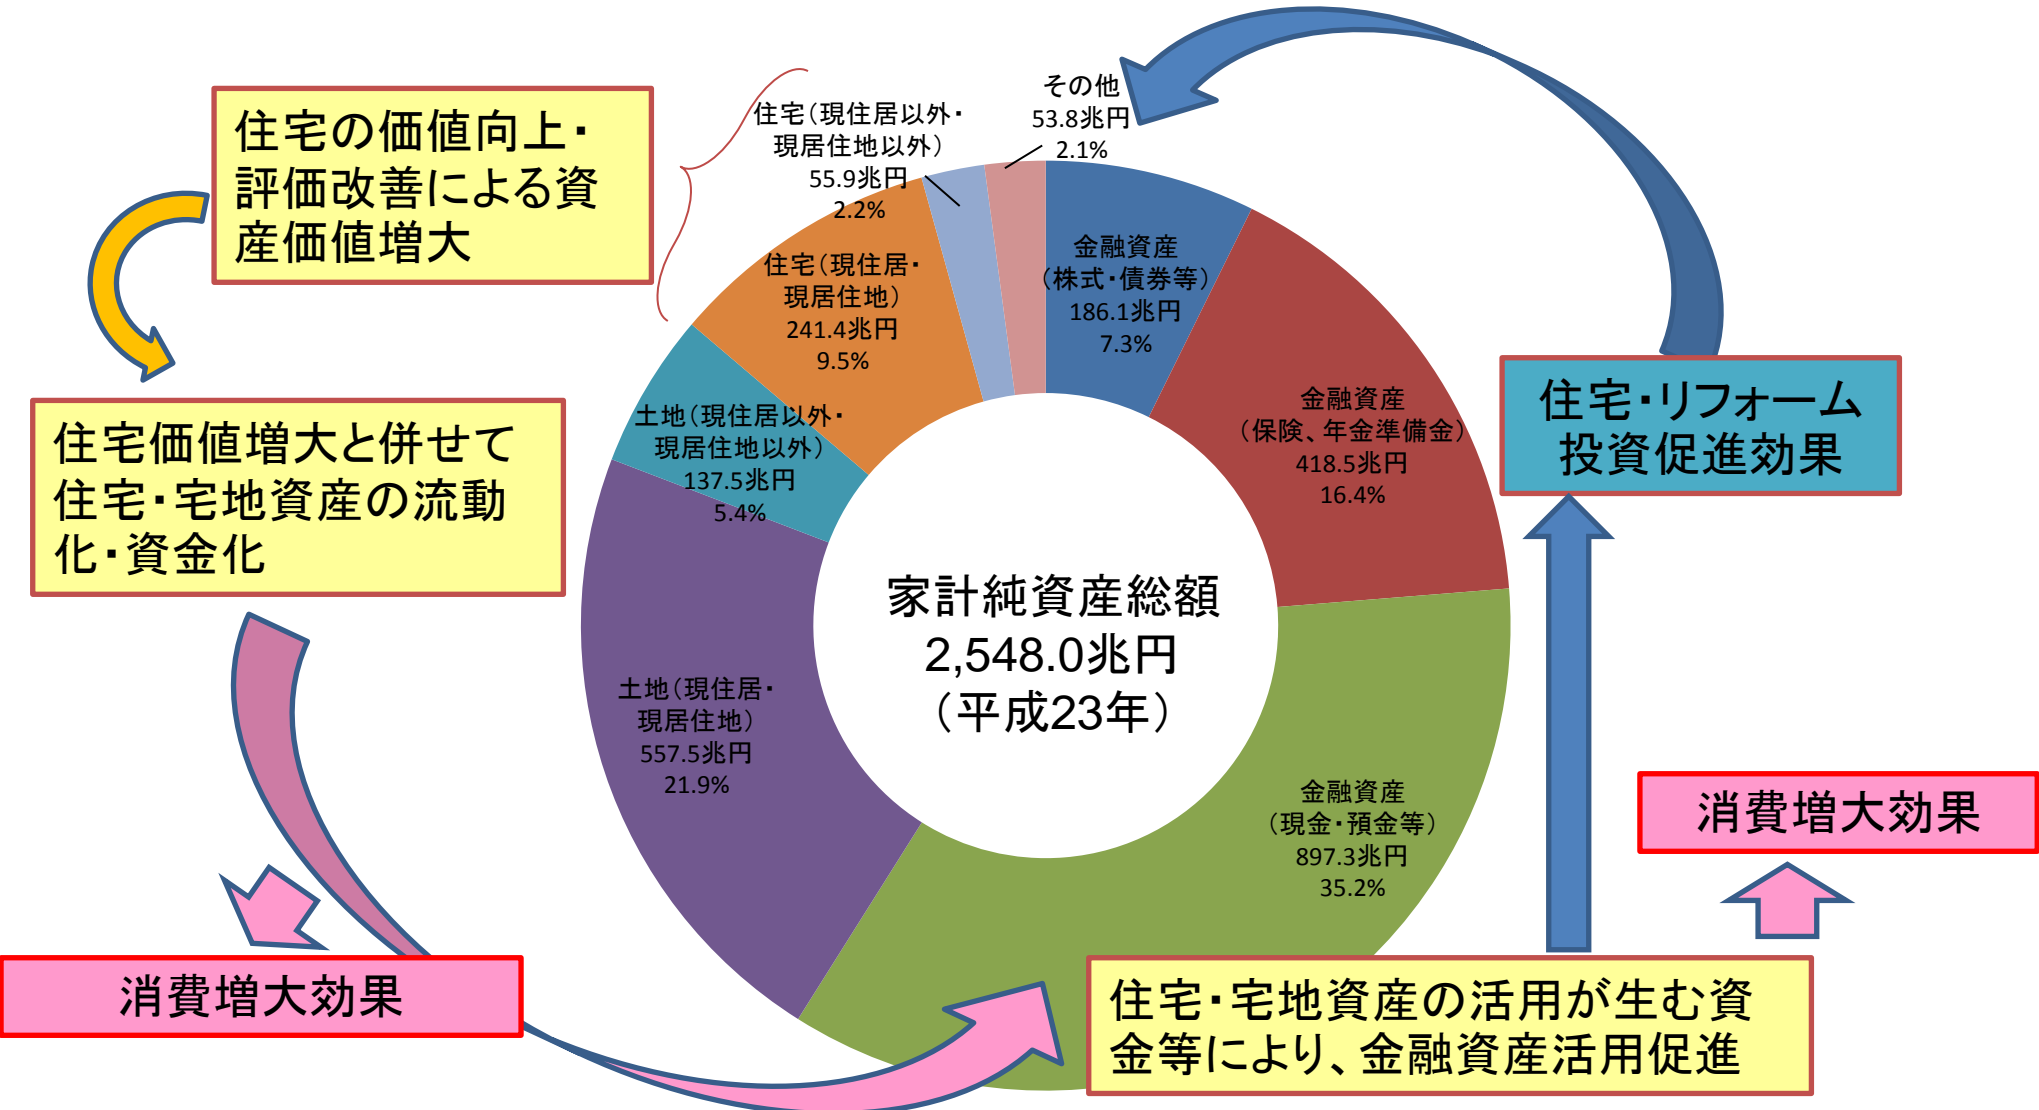 住宅の価値向上・
評価改善による資
産価値増大
住宅価値増大と併せて
住宅・宅地資産の流動
化・資金化
消費増大効果
住宅（現住居以外・
現居住地以外）
55.9兆円
2.2%
その他
53.8兆円
2.1%
金融資産
（株式・債券等）
186.1兆円
7.3%
住宅（現住居・
現居住地）
241.4兆円
9.5%
金融資産
（保険、年金準備金）
418.5兆円
16.4%
土地（現住居以外・
現居住地以外）
137.5兆円
5.4%
家計純資産総額
2,548.0兆円
（平成23年）
土地（現住居・
現居住地）
557.5兆円
21.9%
金融資産
（現金・預金等）
897.3兆円
35.2%
住宅・リフォーム
投資促進効果
消費増大効果
住宅・宅地資産の活用が生む資
金等により、金融資産活用促進